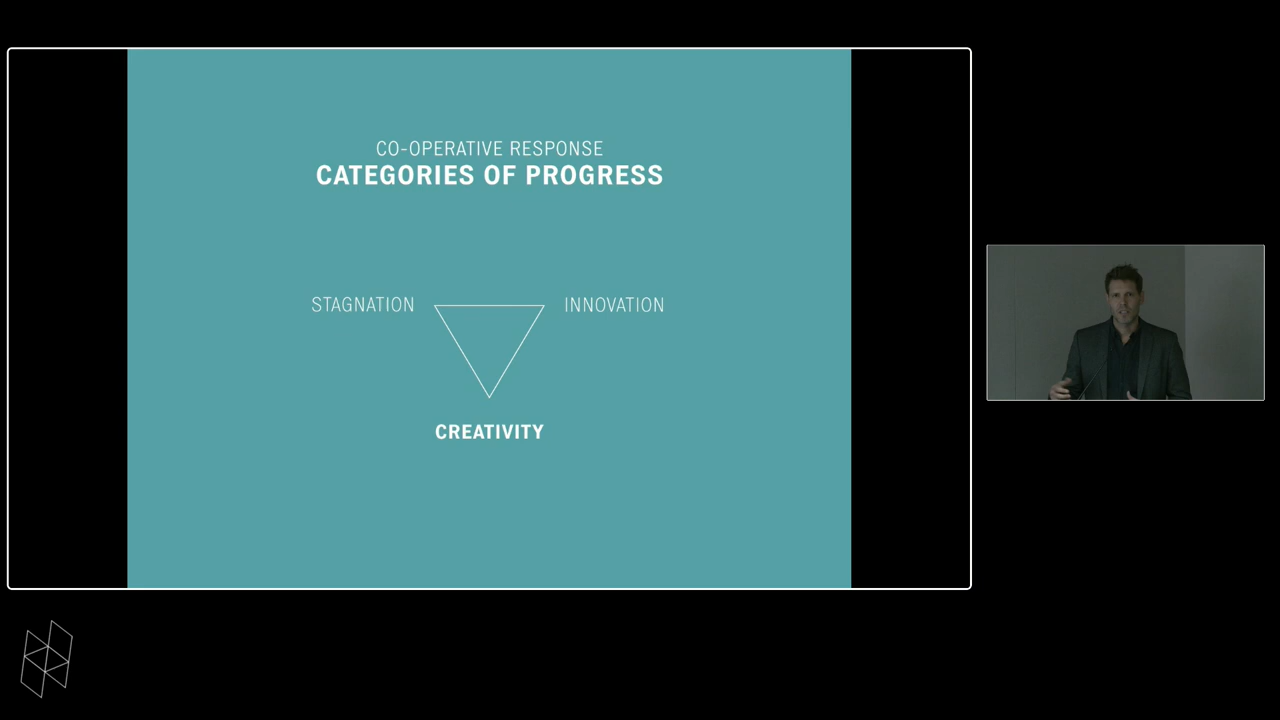 CO-OPERATIVE RESPONSE
CATEGORIES OF PROGRESS
STAGNATION
INNOVATION
CREATIVITY